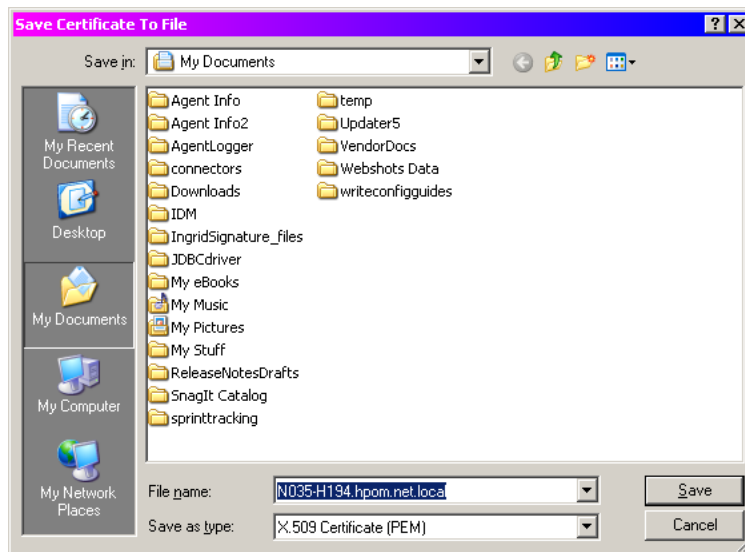 Save Certificate To File
Save in: My Documents
My Recent
Documents
Desktop
My Documents
My Computer
My Network
Places
Agent Info
Agent Info2
AgentLogger
connectors
Downloads
IDM
IngridSignature_files
JDBCdriver
My eBooks
My Music
My Pictures
My Stuff
ReleaseNotesDrafts
SnagIt Catalog
sprinttracking
temp
Updater5
VendorDocs
Webshots Data
writeconfigguides
File name: N035-H194.hpom.net.local
Save
Save as type: X.509 Certificate (PEM)
Cancel